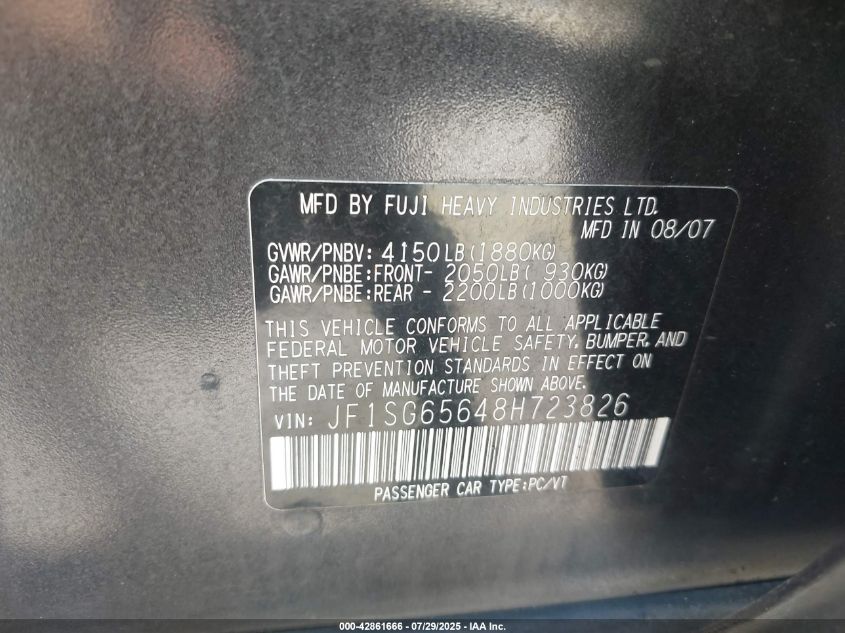 MFD BY FUJI HEAVY INDUSTRIES LTD.
MFD IN 08/07
GVWR/PNBV: 4150LB(1880KG)
GAWR/PNBE:FRONT- 2050LB( 930KG)
GAWR/PNBE:REAR - 2200LB(1000KG)
THIS VEHICLE CONFORMS TO ALL APPLICABLE
FEDERAL MOTOR VEHICLE SAFETY, BUMPER, AND
THEFT PREVENTION STANDARDS IN EFFECT ON
THE DATE OF MANUFACTURE SHOWN ABOVE.
VIN: JF1SG65648H723826
PASSENGER CAR TYPE:PC/VT
000-42861666 - 07/29/2025 - IAA Inc.